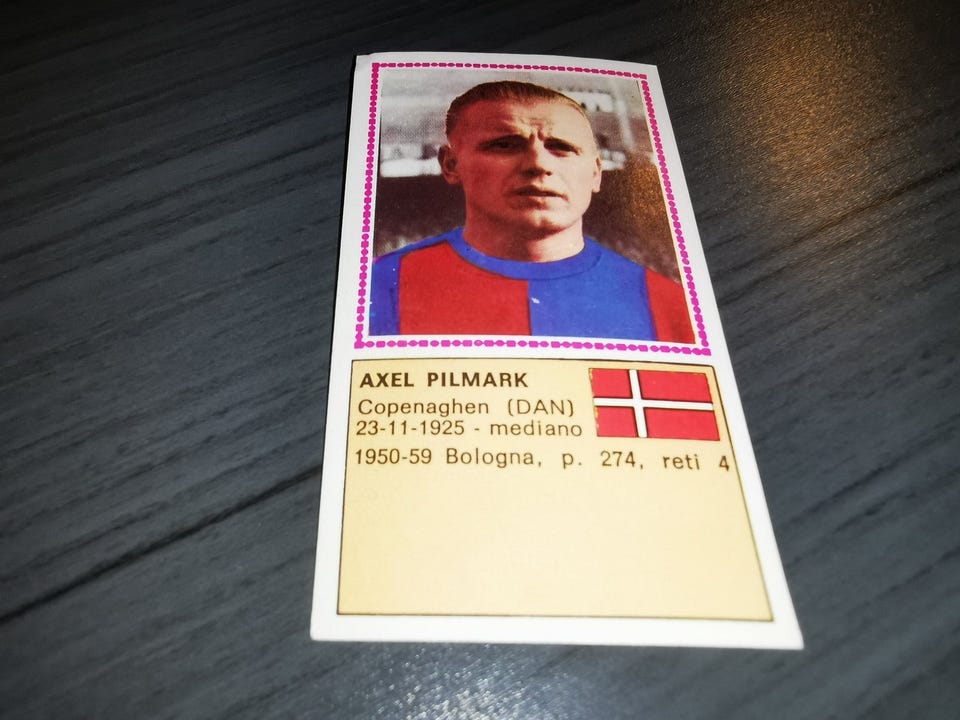 AXEL PILMARK
Copenaghen (DAN)
23-11-1925 - mediano
1950-59 Bologna, p. 274, reti 4